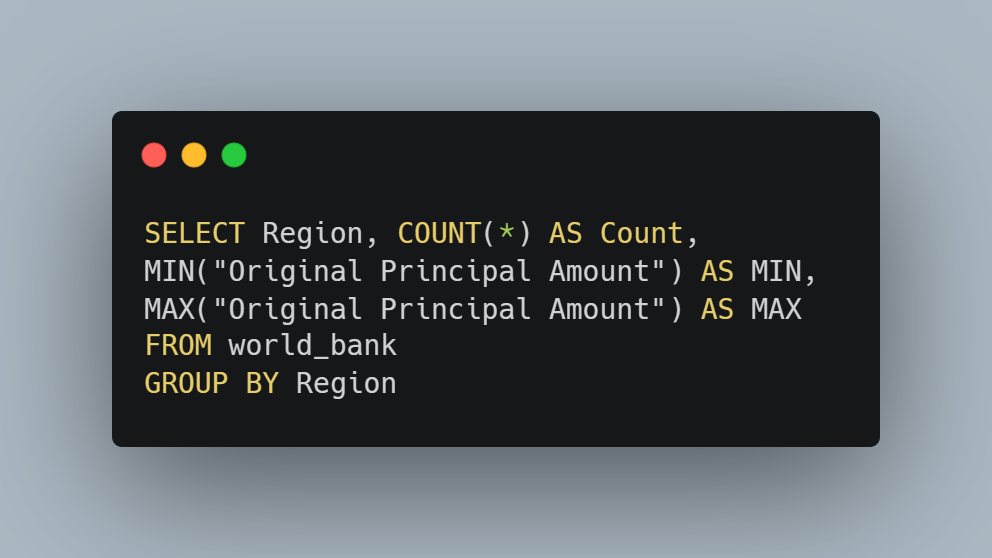 SELECT Region, COUNT(*) AS Count,
MIN("Original Principal Amount") AS MIN,
MAX("Original Principal Amount") AS MAX
FROM world_bank
GROUP BY Region